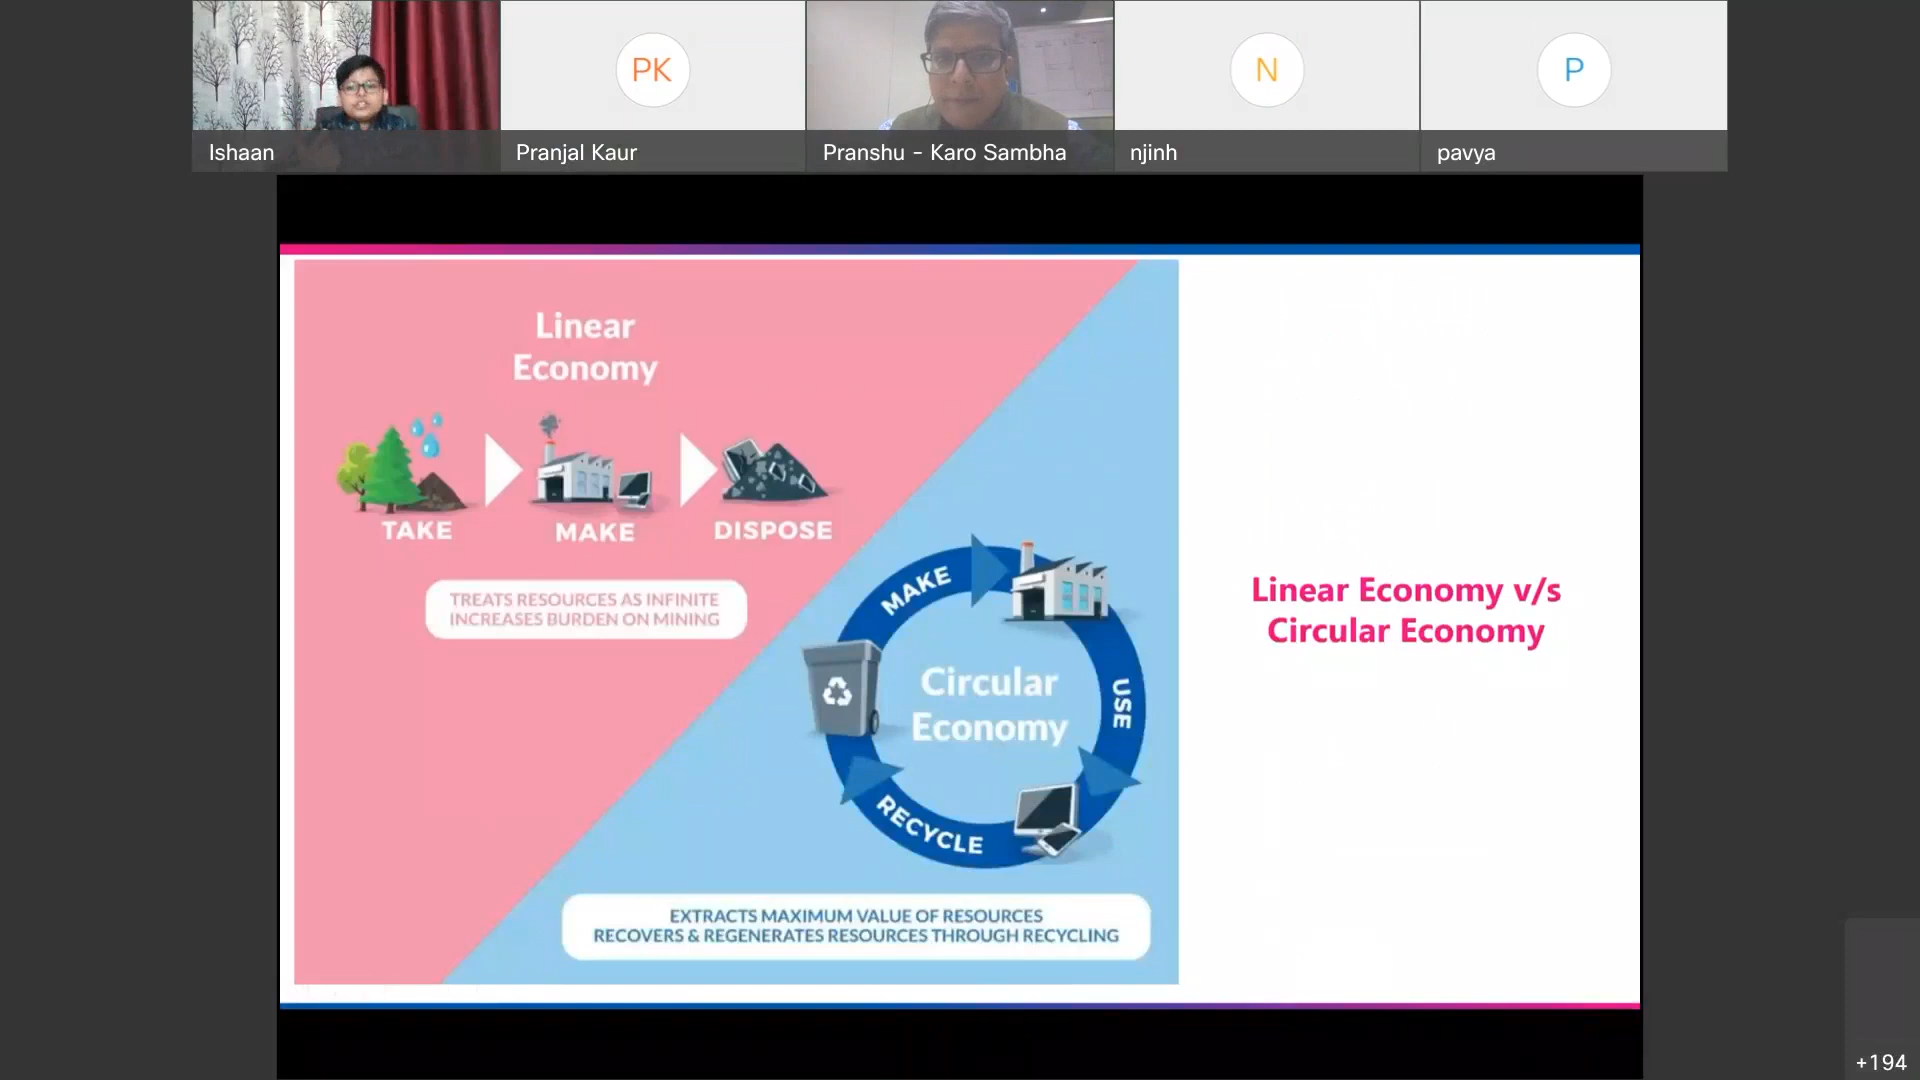 PK
N
P
Ishaan
Pranjal Kaur
Pranshu - Karo Sambha
njinh
pavya
Linear
Economy
TAKE
MAKE
DISPOSE
TREATS RESOURCES AS INFINITE
INCREASES BURDEN ON MINING
MAKE
USE
RECYCLE
Circular
Economy
EXTRACTS MAXIMUM VALUE OF RESOURCES
RECOVERS & REGENERATES RESOURCES THROUGH RECYCLING
Linear Economy v/s
Circular Economy
+194